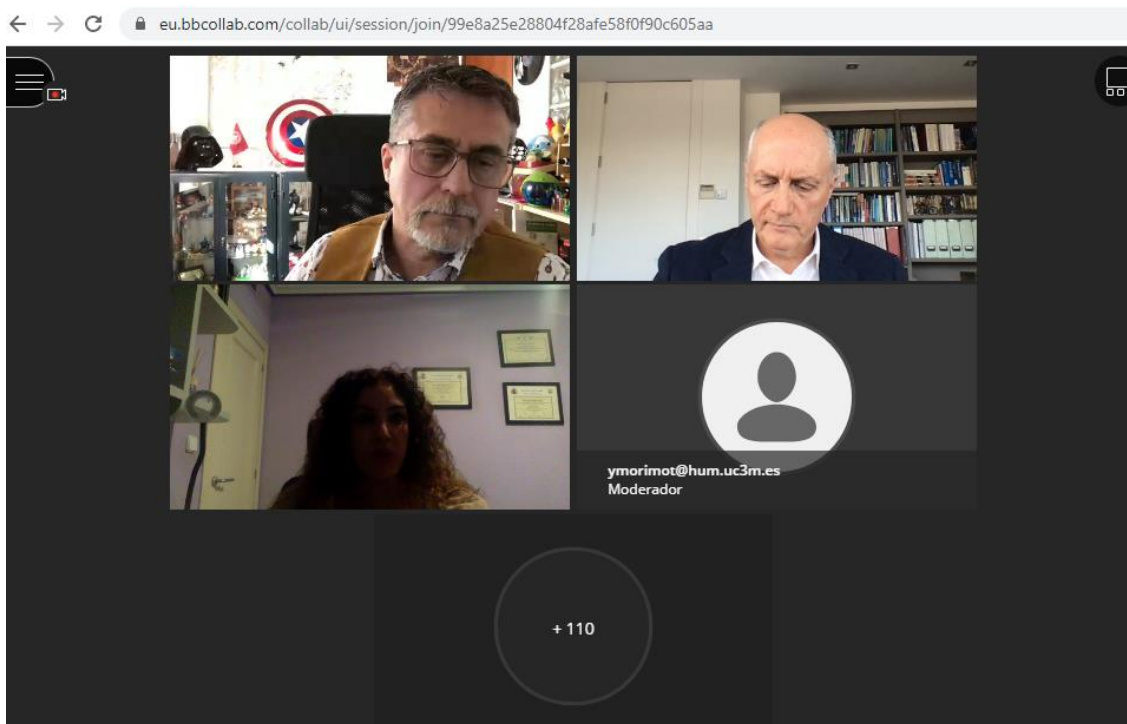 eu.bbcollab.com/collab/ui/session/join/99e8a25e28804f28afe58f0f90c605aa
ymorimot@hum.uc3m.es
Moderador
+ 110